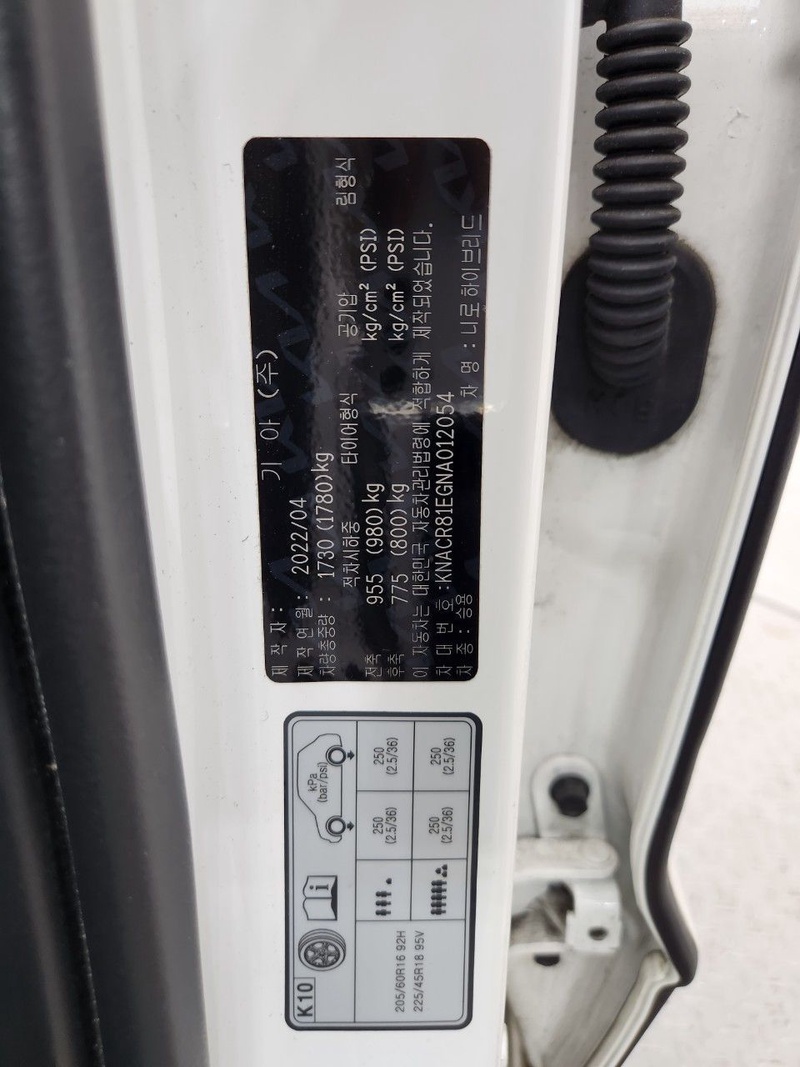 제 작 자 : 기 아 (주)
제 작 연 월 : 2022/04
차량총중량 : 1730 (1780)kg
적차시하중 타이어형식 공기압 림형식
전축 955 (980)kg kg/cm² (PSI)
후축 775 (800)kg kg/cm² (PSI)
이 자동차는 대한민국 자동차관리법령에 적합하게 제작되었습니다.
차 대 번 호 :KNACR81EGNA012054
차 종 : 승용 차 명 : 니로 하이브리드
K10
kPa
(bar/psi)
205/60R16 92H
225/45R18 95V
250
(2.5/36)
250
(2.5/36)
250
(2.5/36)
250
(2.5/36)